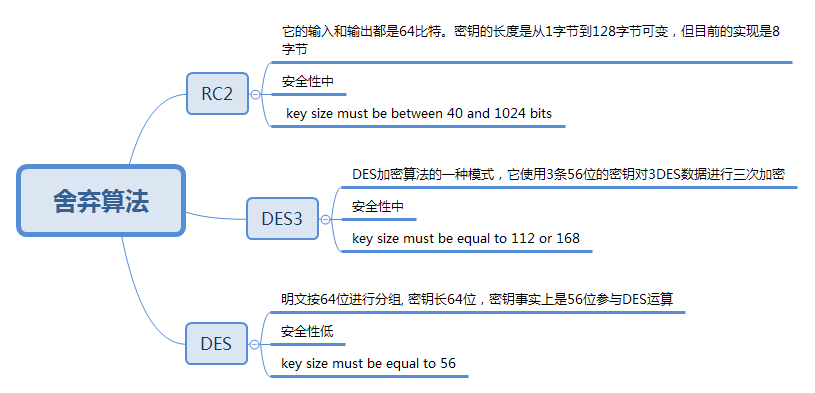 舍弃算法
RC2
它的输入和输出都是64比特。密钥的长度是从1字节到128字节可变，但目前的实现是8
字节
安全性中
key size must be between 40 and 1024 bits
DES3
DES加密算法的一种模式，它使用3条56位的密钥对3DES数据进行三次加密
安全性中
key size must be equal to 112 or 168
DES
明文按64位进行分组, 密钥长64位，密钥事实上是56位参与DES运算
安全性低
key size must be equal to 56